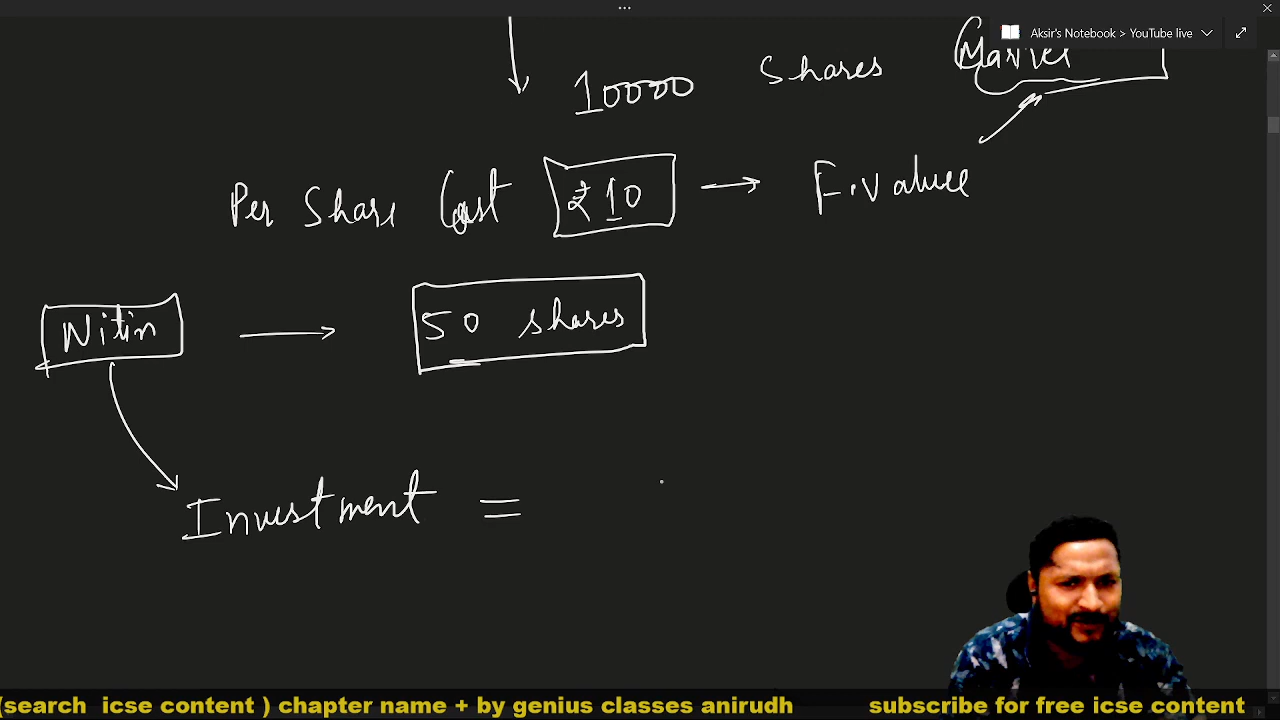 Aksir's Notebook > YouTube live
10000 shares Market
Per Share Cost ₹10 → F.value
Nitin → 50 shares
Investment =
(search icse content ) chapter name + by genius classes anirudh subscribe for free icse content